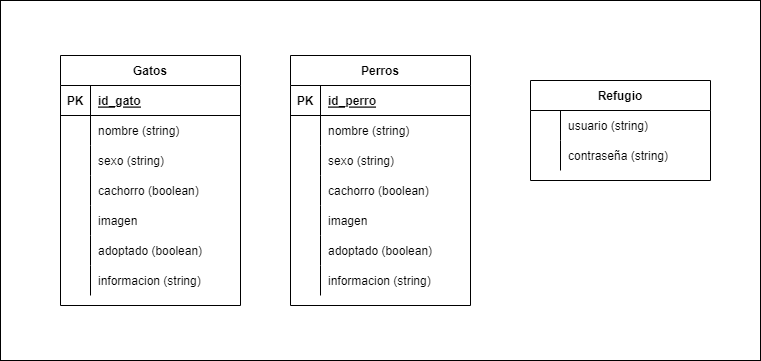 Gatos
PK id_gato
nombre (string)
sexo (string)
cachorro (boolean)
imagen
adoptado (boolean)
informacion (string)
Perros
PK id_perro
nombre (string)
sexo (string)
cachorro (boolean)
imagen
adoptado (boolean)
informacion (string)
Refugio
usuario (string)
contraseña (string)